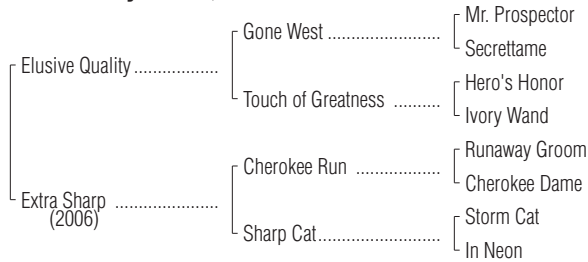 Mr. Prospector
Gone West ...................
Secrettame
Elusive Quality..................
Hero's Honor
Touch of Greatness ..........
Ivory Wand
Runaway Groom
Cherokee Run ..................
Cherokee Dame
Extra Sharp ......................
(2006)
Storm Cat
Sharp Cat..........................
In Neon